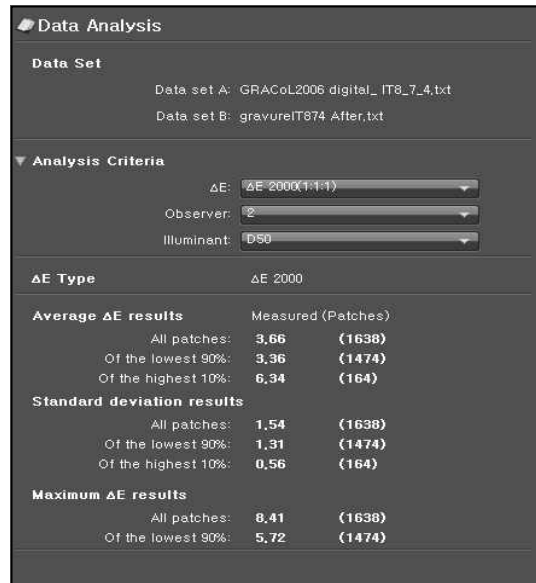 Data Analysis
Data Set
Data set A: GRACoL2006 digital_ IT8_7_4,txt
Data set B: gravureIT874 After,txt
Analysis Criteria
ΔE: ΔE 2000(1:1:1)
Observer: 2
Illuminant: D50
ΔE Type ΔE 2000
Average ΔE results Measured (Patches)
All patches: 3,66 (1638)
Of the lowest 90%: 3,36 (1474)
Of the highest 10%: 6,34 (164)
Standard deviation results
All patches: 1,54 (1638)
Of the lowest 90%: 1,31 (1474)
Of the highest 10%: 0,56 (164)
Maximum ΔE results
All patches: 8,41 (1638)
Of the lowest 90%: 5,72 (1474)